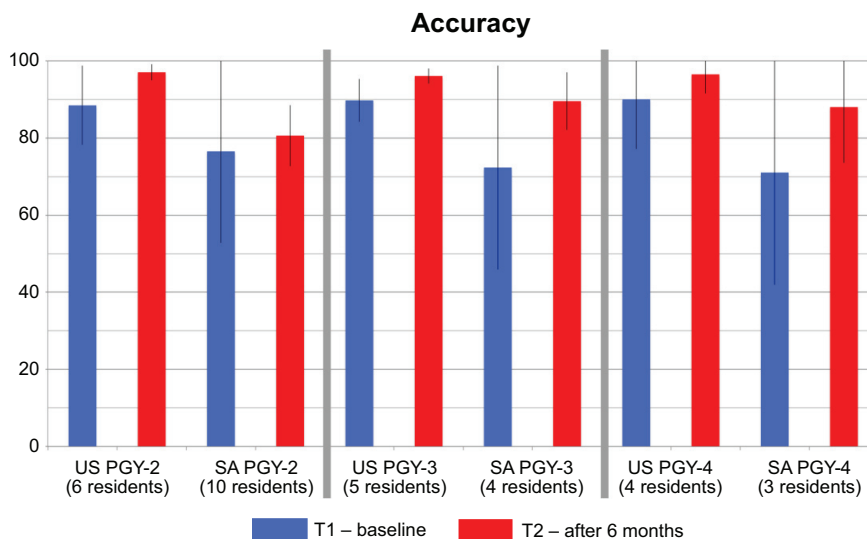 Accuracy
100
80
60
40
20
0
US PGY-2 SA PGY-2 US PGY-3 SA PGY-3 US PGY-4 SA PGY-4
(6 residents) (10 residents) (5 residents) (4 residents) (4 residents) (3 residents)
T1 – baseline T2 – after 6 months